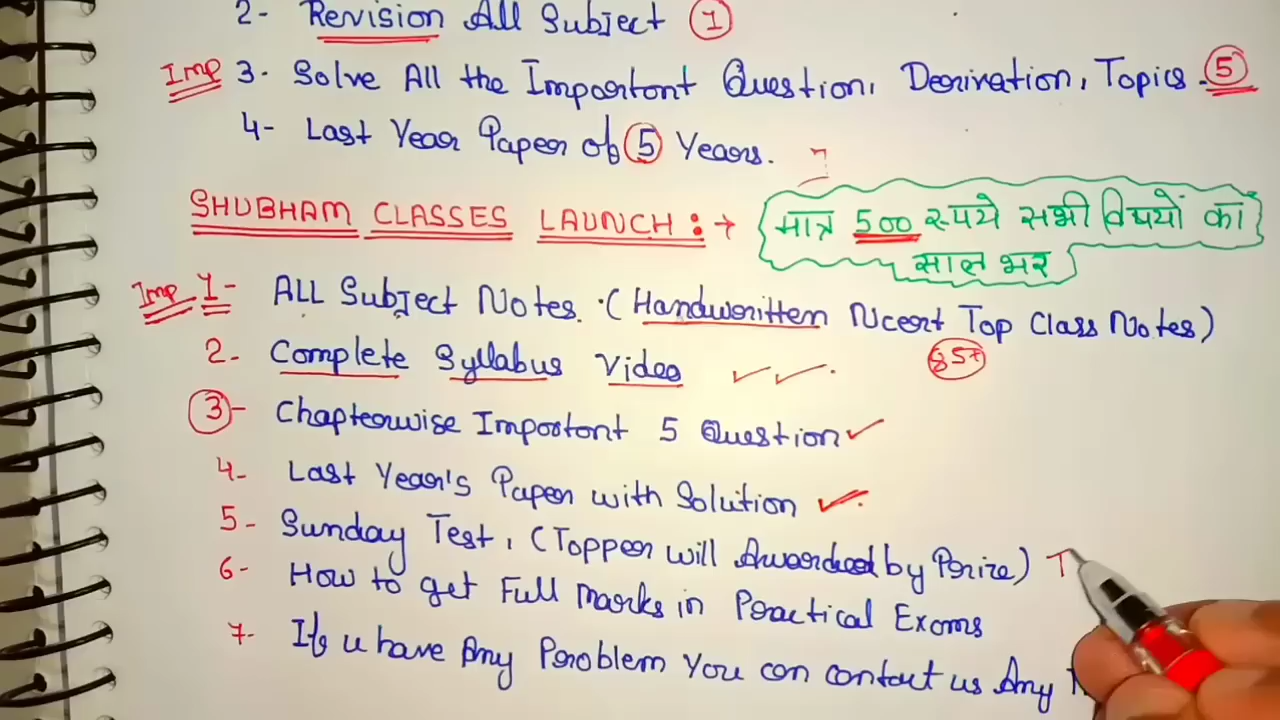 2- Revision All Subject 1
Imp 3- Solve All the Important Question, Derivation, Topics. 5
4- Last Year Paper of 5 Years.
SHUBHAM CLASSES LAUNCH :→
मात्र 500 रुपये सभी विषयों का
साल भर
Imp 1- ALL Subject Notes. (Handwritten Ncert Top Class Notes)
2- Complete Syllabus Video
85+
3- Chapterwise Important 5 Question
4- Last Year's Paper with Solution
5- Sunday Test, (Topper will Awarded by Prize) T
6- How to get Full Marks in Practical Exams
7- If u have Any Problem You can contact us Any